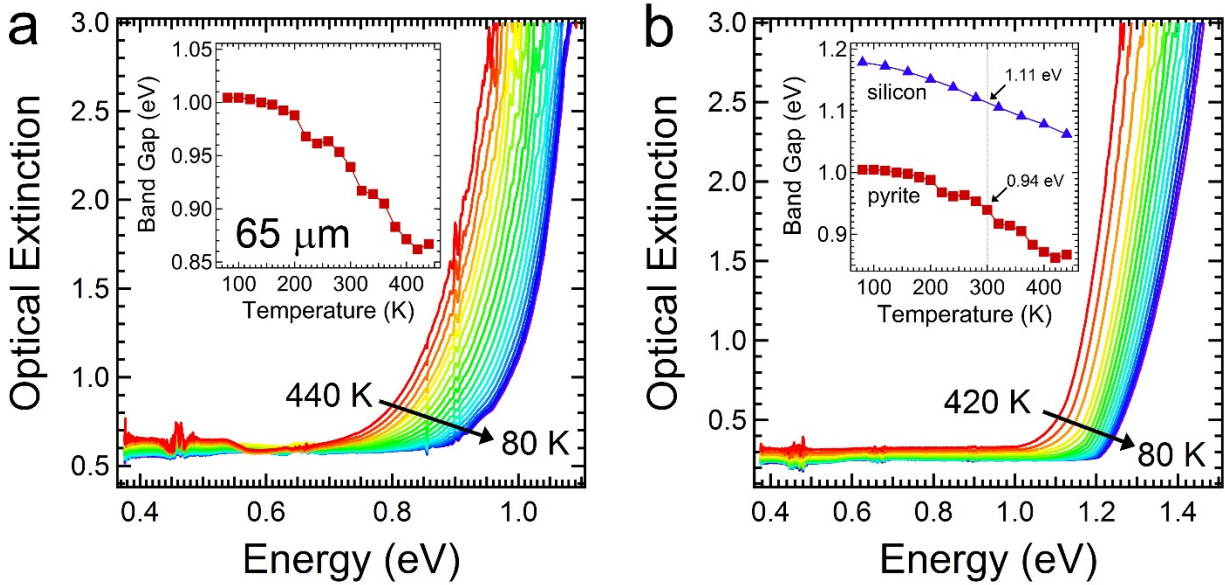 a
Optical Extinction
3.0
2.5
2.0
1.5
1.0
0.5
0.4
0.6
0.8
1.0
Energy (eV)
440 K
80 K
Band Gap (eV)
1.05
1.00
0.95
0.90
0.85
65 μm
100
200
300
400
Temperature (K)
b
Optical Extinction
3.0
2.5
2.0
1.5
1.0
0.5
0.4
0.6
0.8
1.0
1.2
1.4
Energy (eV)
420 K
80 K
Band Gap (eV)
1.2
1.1
1.0
0.9
silicon
1.11 eV
pyrite
0.94 eV
100
200
300
400
Temperature (K)